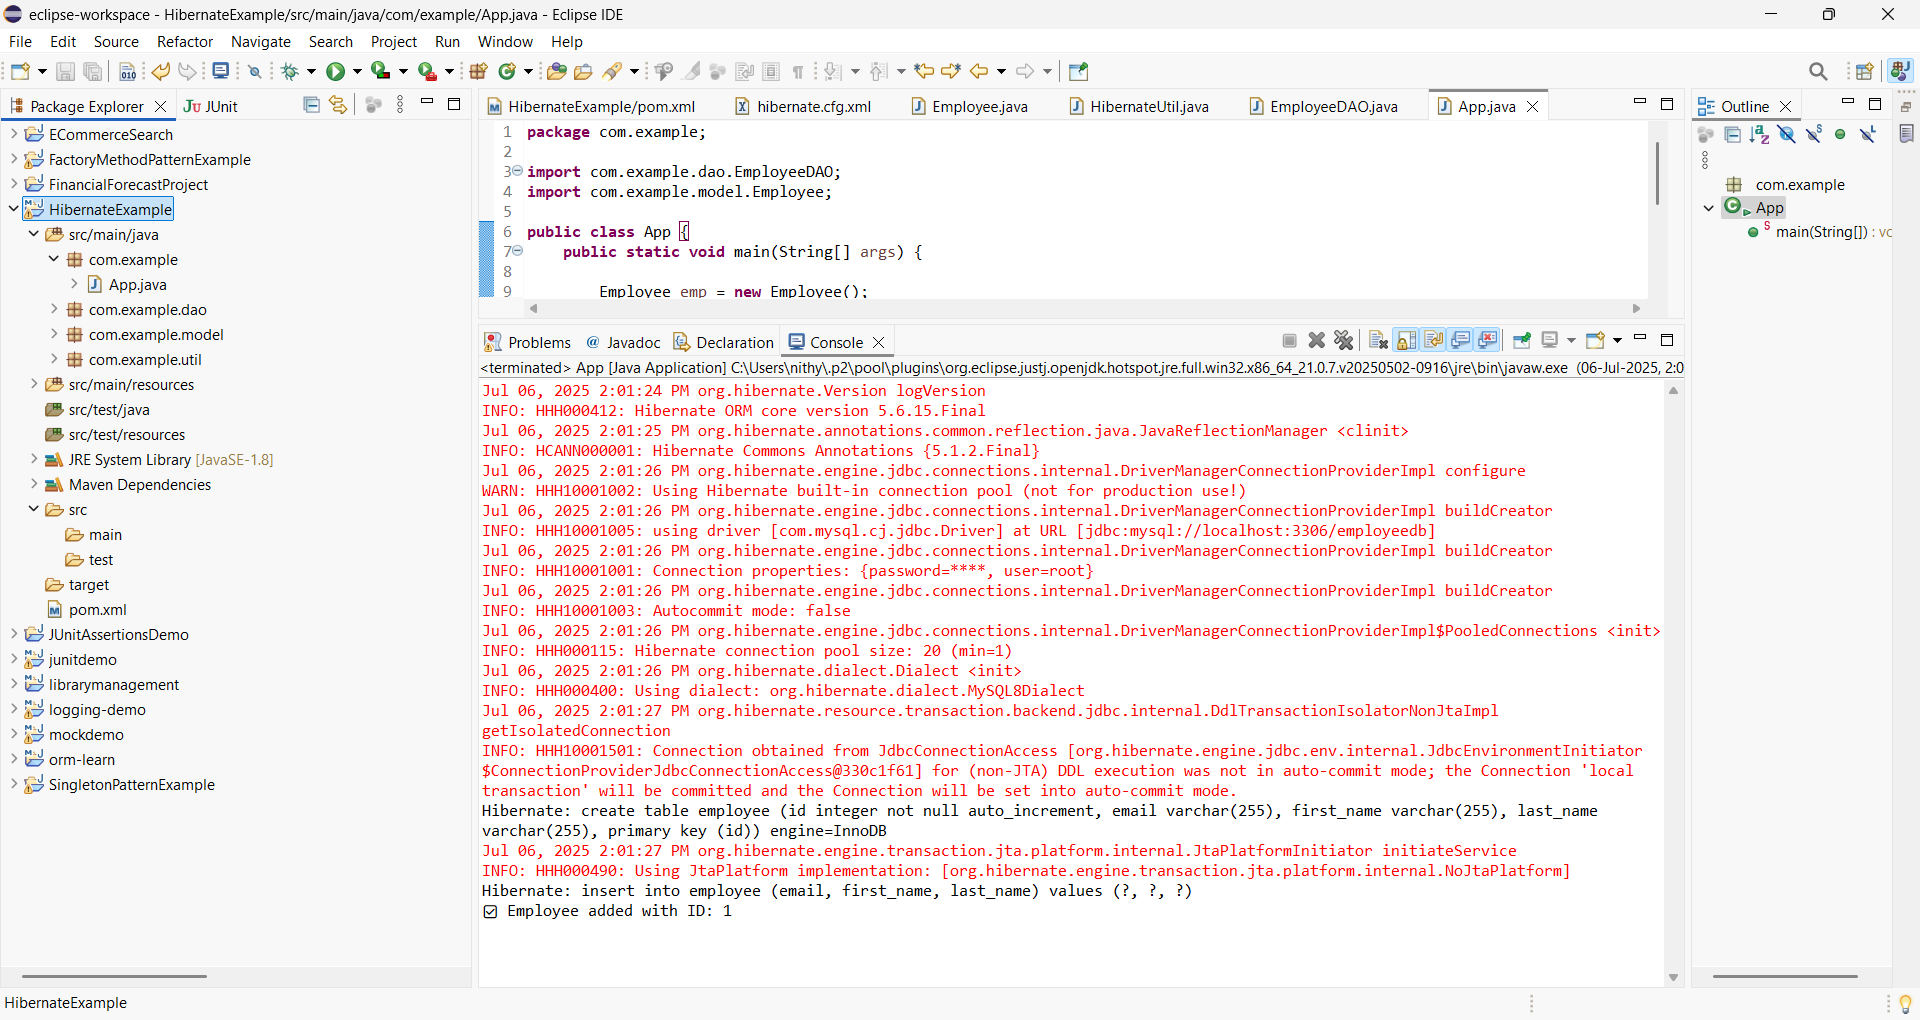 eclipse-workspace - HibernateExample/src/main/java/com/example/App.java - Eclipse IDE
File Edit Source Refactor Navigate Search Project Run Window Help
Package Explorer
JUnit
ECommerceSearch
FactoryMethodPatternExample
FinancialForecastProject
HibernateExample
src/main/java
com.example
App.java
com.example.dao
com.example.model
com.example.util
src/main/resources
src/test/java
src/test/resources
JRE System Library [JavaSE-1.8]
Maven Dependencies
src
main
test
target
pom.xml
JUnitAssertionsDemo
junitdemo
librarymanagement
logging-demo
mockdemo
orm-learn
SingletonPatternExample
HibernateExample/pom.xml hibernate.cfg.xml Employee.java HibernateUtil.java EmployeeDAO.java App.java
1 package com.example;
2
3 import com.example.dao.EmployeeDAO;
4 import com.example.model.Employee;
5
6 public class App {
7 public static void main(String[] args) {
8
9 Employee emp = new Employee();
Problems @ Javadoc Declaration Console
<terminated> App [Java Application] C:\Users\nithy\.p2\pool\plugins\org.eclipse.justj.openjdk.hotspot.jre.full.win32.x86_64_21.0.7.v20250502-0916\jre\bin\javaw.exe (06-Jul-2025, 2:0
Jul 06, 2025 2:01:24 PM org.hibernate.Version logVersion
INFO: HHH000412: Hibernate ORM core version 5.6.15.Final
Jul 06, 2025 2:01:25 PM org.hibernate.annotations.common.reflection.java.JavaReflectionManager <clinit>
INFO: HCANN000001: Hibernate Commons Annotations {5.1.2.Final}
Jul 06, 2025 2:01:26 PM org.hibernate.engine.jdbc.connections.internal.DriverManagerConnectionProviderImpl configure
WARN: HHH10001002: Using Hibernate built-in connection pool (not for production use!)
Jul 06, 2025 2:01:26 PM org.hibernate.engine.jdbc.connections.internal.DriverManagerConnectionProviderImpl buildCreator
INFO: HHH10001005: using driver [com.mysql.cj.jdbc.Driver] at URL [jdbc:mysql://localhost:3306/employeedb]
Jul 06, 2025 2:01:26 PM org.hibernate.engine.jdbc.connections.internal.DriverManagerConnectionProviderImpl buildCreator
INFO: HHH10001001: Connection properties: {password=****, user=root}
Jul 06, 2025 2:01:26 PM org.hibernate.engine.jdbc.connections.internal.DriverManagerConnectionProviderImpl buildCreator
INFO: HHH10001003: Autocommit mode: false
Jul 06, 2025 2:01:26 PM org.hibernate.engine.jdbc.connections.internal.DriverManagerConnectionProviderImpl$PooledConnections <init>
INFO: HHH000115: Hibernate connection pool size: 20 (min=1)
Jul 06, 2025 2:01:26 PM org.hibernate.dialect.Dialect <init>
INFO: HHH000400: Using dialect: org.hibernate.dialect.MySQL8Dialect
Jul 06, 2025 2:01:27 PM org.hibernate.resource.transaction.backend.jdbc.internal.DdlTransactionIsolatorNonJtaImpl
getIsolatedConnection
INFO: HHH10001501: Connection obtained from JdbcConnectionAccess [org.hibernate.engine.jdbc.env.internal.JdbcEnvironmentInitiator
$ConnectionProviderJdbcConnectionAccess@330c1f61] for (non-JTA) DDL execution was not in auto-commit mode; the Connection 'local
transaction' will be committed and the Connection will be set into auto-commit mode.
Hibernate: create table employee (id integer not null auto_increment, email varchar(255), first_name varchar(255), last_name
varchar(255), primary key (id)) engine=InnoDB
Jul 06, 2025 2:01:27 PM org.hibernate.engine.transaction.jta.platform.internal.JtaPlatformInitiator initiateService
INFO: HHH000490: Using JtaPlatform implementation: [org.hibernate.engine.transaction.jta.platform.internal.NoJtaPlatform]
Hibernate: insert into employee (email, first_name, last_name) values (?, ?, ?)
☑ Employee added with ID: 1
Outline
com.example
App
main(String[]) : vo
HibernateExample